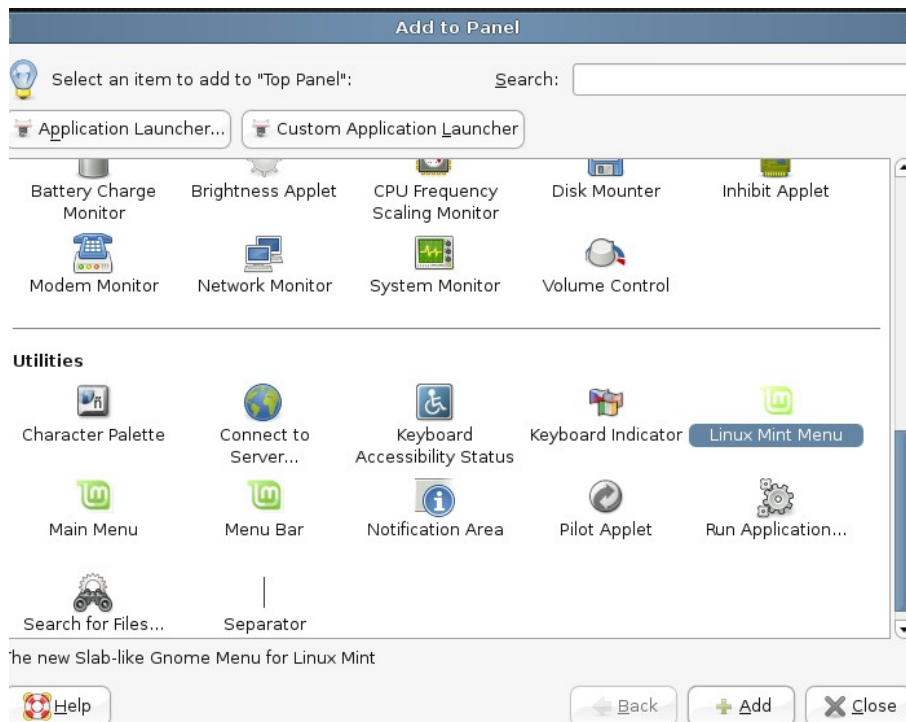 Add to Panel
Select an item to add to "Top Panel": Search:
Application Launcher... Custom Application Launcher
Battery Charge Monitor
Brightness Applet
CPU Frequency Scaling Monitor
Disk Mounter
Inhibit Applet
Modem Monitor
Network Monitor
System Monitor
Volume Control
Utilities
Character Palette
Connect to Server...
Keyboard Accessibility Status
Keyboard Indicator
Linux Mint Menu
Main Menu
Menu Bar
Notification Area
Pilot Applet
Run Application...
Search for Files...
Separator
The new Slab-like Gnome Menu for Linux Mint
Help Back Add Close